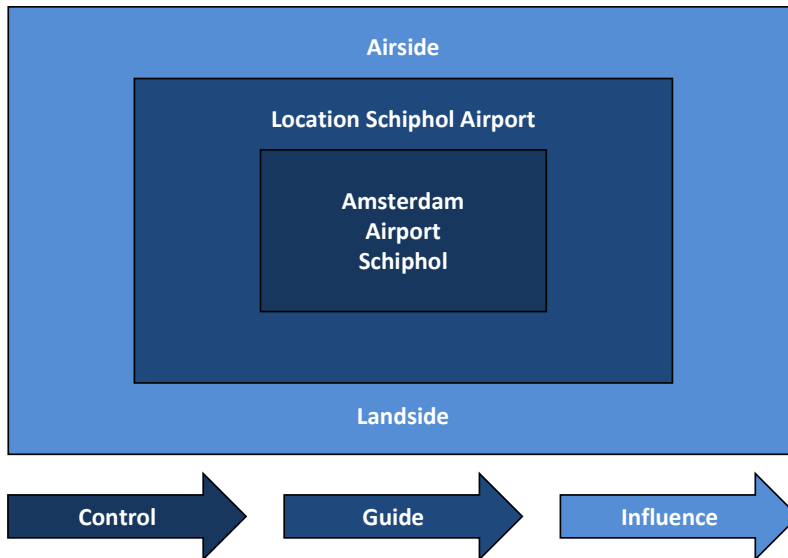 Airside
Location Schiphol Airport
Amsterdam
Airport
Schiphol
Landside
Control
Guide
Influence